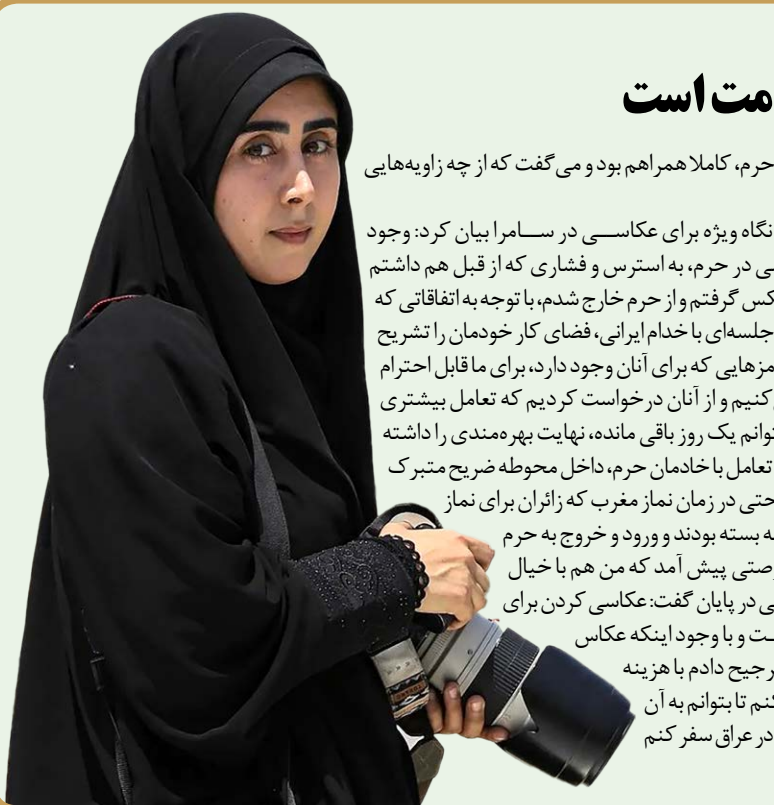 مت است
حرم، کاملا همراهم بود و می‌گفت که از چه زاویه‌هایی
نگاه ویژه برای عکاسی در سامرا بیان کرد: وجود
ی در حرم، به استرس و فشاری که از قبل هم داشتم
کس گرفتم و از حرم خارج شدم، با توجه به اتفاقاتی که
جلسه‌ای با خدام ایرانی، فضای کار خودمان را تشریح
مزهایی که برای آنان وجود دارد، برای ما قابل احترام
کنیم و از آنان درخواست کردیم که تعامل بیشتری
توانم یک روز باقی مانده، نهایت بهره‌مندی را داشته
تعامل با خادمان حرم، داخل محوطه ضریح متبرک
حتی در زمان نماز مغرب که زائران برای نماز
ه بسته بودند و ورود و خروج به حرم
صتی پیش آمد که من هم با خیال
ی در پایان گفت: عکاسی کردن برای
ست و با وجود اینکه عکاس
رجیح دادم با هزینه
کنم تا بتوانم به آن
در عراق سفر کنم